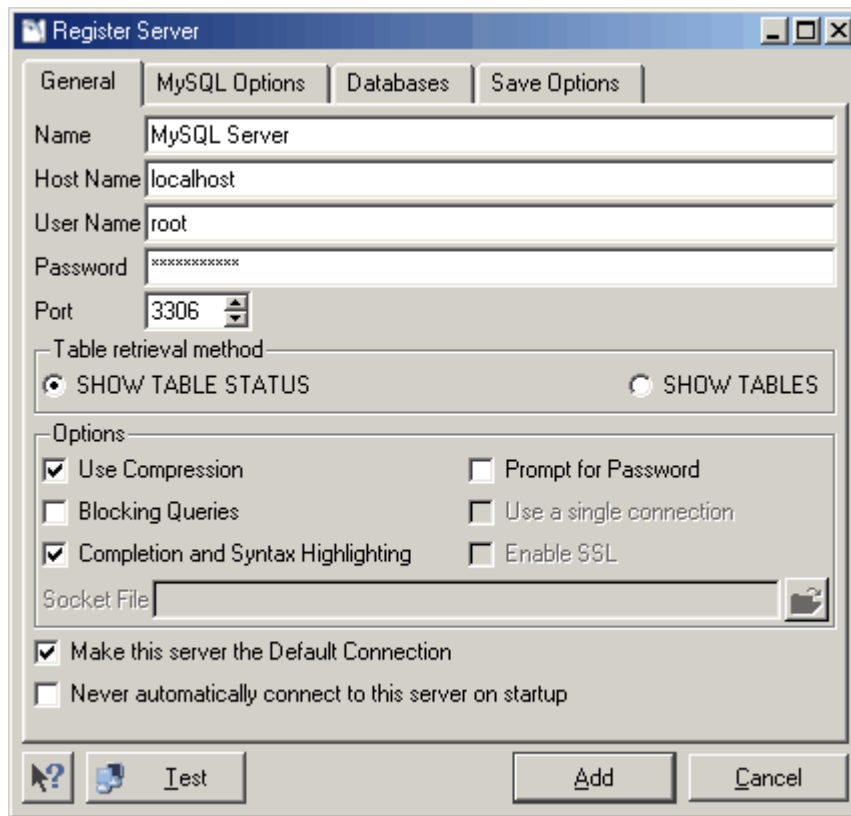 Register Server
General MySQL Options Databases Save Options
Name MySQL Server
Host Name localhost
User Name root
Password ***********
Port 3306
Table retrieval method
SHOW TABLE STATUS SHOW TABLES
Options
Use Compression Prompt for Password
Blocking Queries Use a single connection
Completion and Syntax Highlighting Enable SSL
Socket File
Make this server the Default Connection
Never automatically connect to this server on startup
? Test Add Cancel